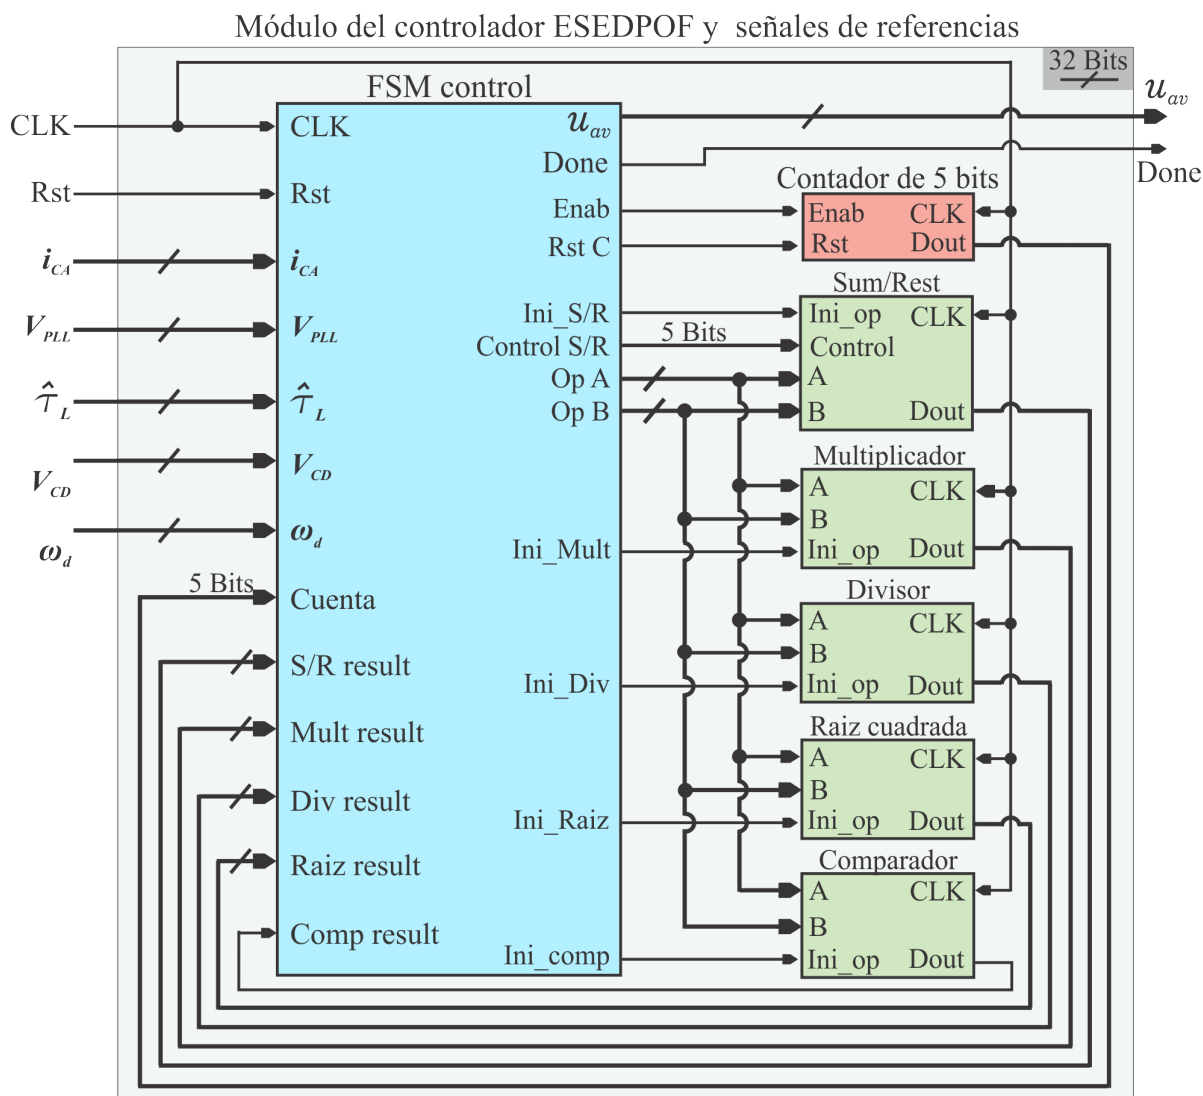 Módulo del controlador ESEDPOF y señales de referencias
32 Bits
FSM control
u_av
CLK
CLK
u_av
Done
Done
Contador de 5 bits
Rst
Rst
Enab
Enab
CLK
Rst C
Rst
Dout
i_CA
i_CA
Sum/Rest
V_PLL
V_PLL
Ini_S/R
Ini_op
CLK
Control S/R
5 Bits
Control
Op A
A
τ̂_L
τ̂_L
Op B
B
Dout
V_CD
V_CD
Multiplicador
A
CLK
B
ω_d
ω_d
Ini_Mult
Ini_op
Dout
5 Bits
Cuenta
Divisor
A
CLK
B
S/R result
Ini_Div
Ini_op
Dout
Mult result
Raiz cuadrada
A
CLK
B
Div result
Ini_Raiz
Ini_op
Dout
Raiz result
Comparador
A
CLK
B
Comp result
Ini_comp
Ini_op
Dout